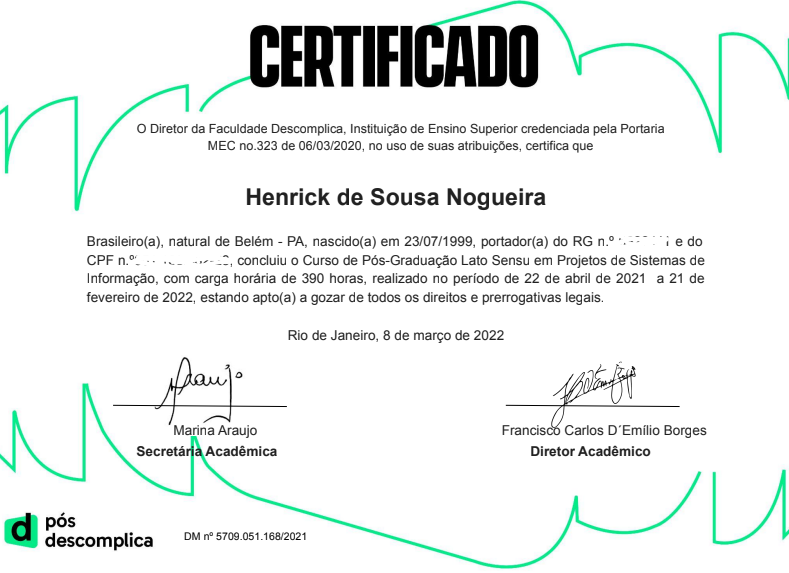 CERTIFICADO
O Diretor da Faculdade Descomplica, Instituição de Ensino Superior credenciada pela Portaria
MEC no.323 de 06/03/2020, no uso de suas atribuições, certifica que
Henrick de Sousa Nogueira
Brasileiro(a), natural de Belém - PA, nascido(a) em 23/07/1999, portador(a) do RG n.º e do
CPF n.º , concluiu o Curso de Pós-Graduação Lato Sensu em Projetos de Sistemas de
Informação, com carga horária de 390 horas, realizado no período de 22 de abril de 2021 a 21 de
fevereiro de 2022, estando apto(a) a gozar de todos os direitos e prerrogativas legais.
Rio de Janeiro, 8 de março de 2022
Marina Araujo
Secretária Acadêmica
Francisco Carlos D´Emílio Borges
Diretor Acadêmico
d pós
descomplica
DM nº 5709.051.168/2021